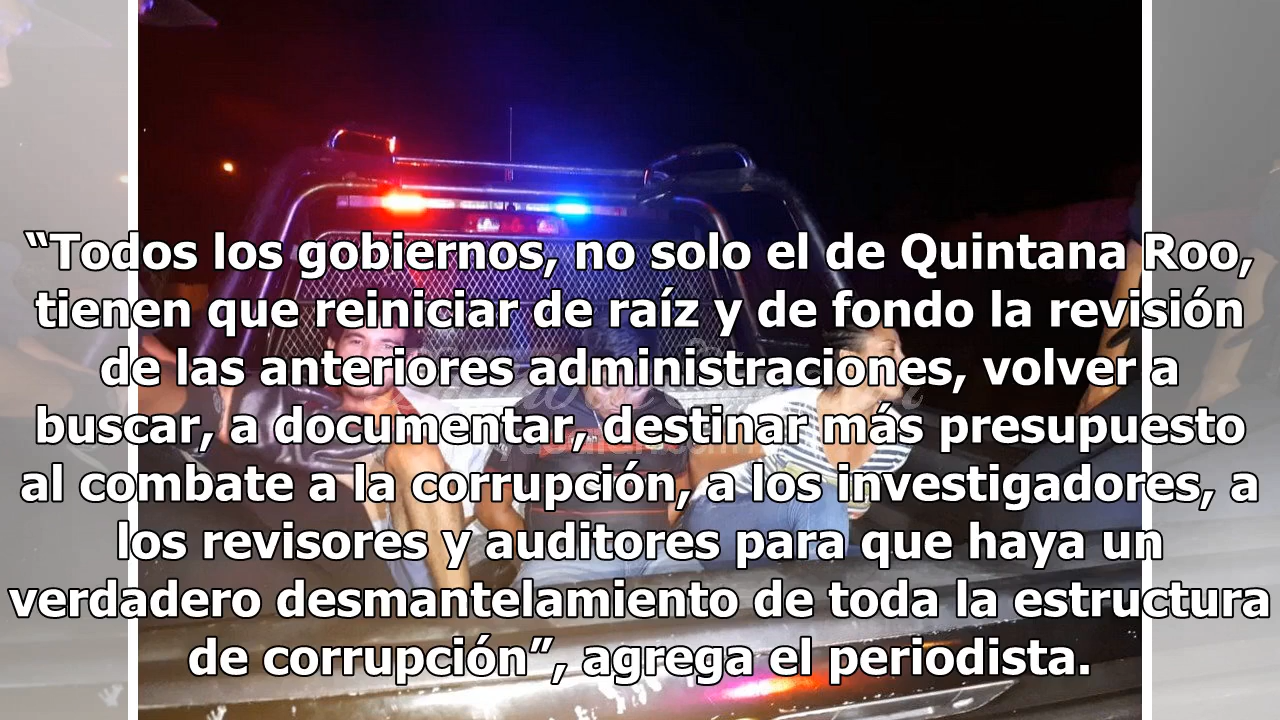 “Todos los gobiernos, no solo el de Quintana Roo,
tienen que reiniciar de raíz y de fondo la revisión
de las anteriores administraciones, volver a
buscar, a documentar, destinar más presupuesto
al combate a la corrupción, a los investigadores, a
los revisores y auditores para que haya un
verdadero desmantelamiento de toda la estructura
de corrupción”, agrega el periodista.